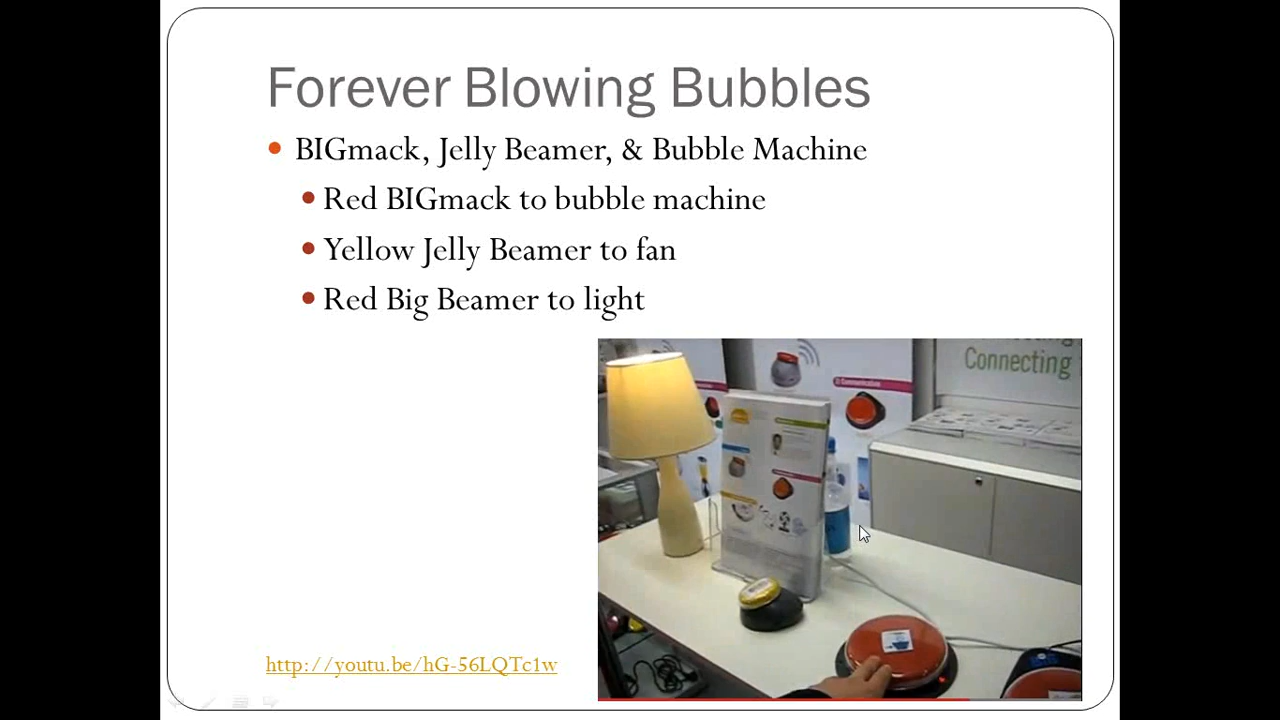 Forever Blowing Bubbles
BIGmack, Jelly Beamer, & Bubble Machine
Red BIGmack to bubble machine
Yellow Jelly Beamer to fan
Red Big Beamer to light
Connecting
Communication
http://youtu.be/hG-56LQTc1w